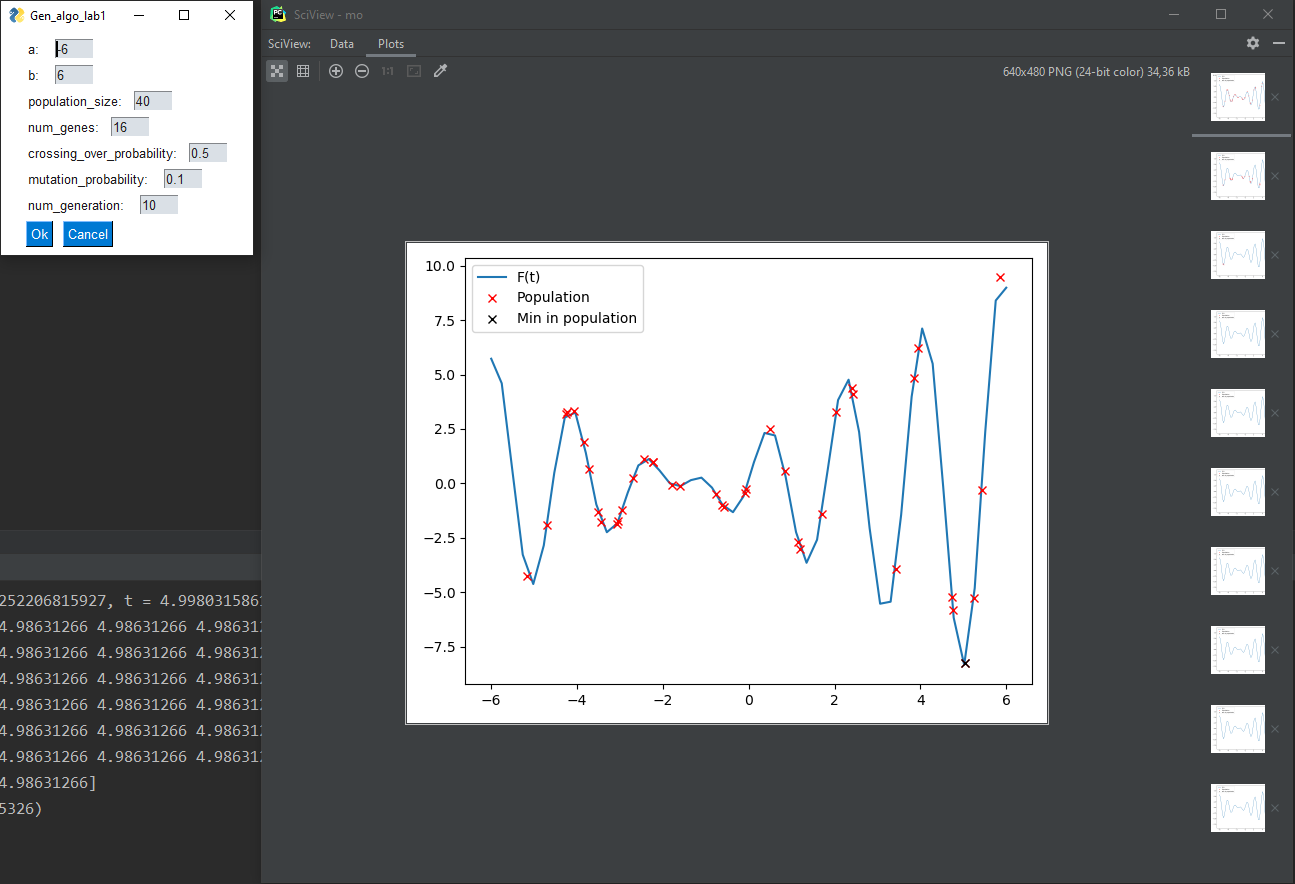 Gen_algo_lab1
a: -6
b: 6
population_size: 40
num_genes: 16
crossing_over_probability: 0.5
mutation_probability: 0.1
num_generation: 10
Ok Cancel
252206815927, t = 4.998031586
4.98631266 4.98631266 4.98631
4.98631266 4.98631266 4.98631
4.98631266 4.98631266 4.98631
4.98631266 4.98631266 4.98631
4.98631266 4.98631266 4.98631
4.98631266 4.98631266 4.98631
4.98631266]
5326)
PC SciView - mo
SciView: Data Plots
1:1 640x480 PNG (24-bit color) 34,36 kB
F(t)
Population
Min in population
10.0
7.5
5.0
2.5
0.0
−2.5
−5.0
−7.5
−6 −4 −2 0 2 4 6